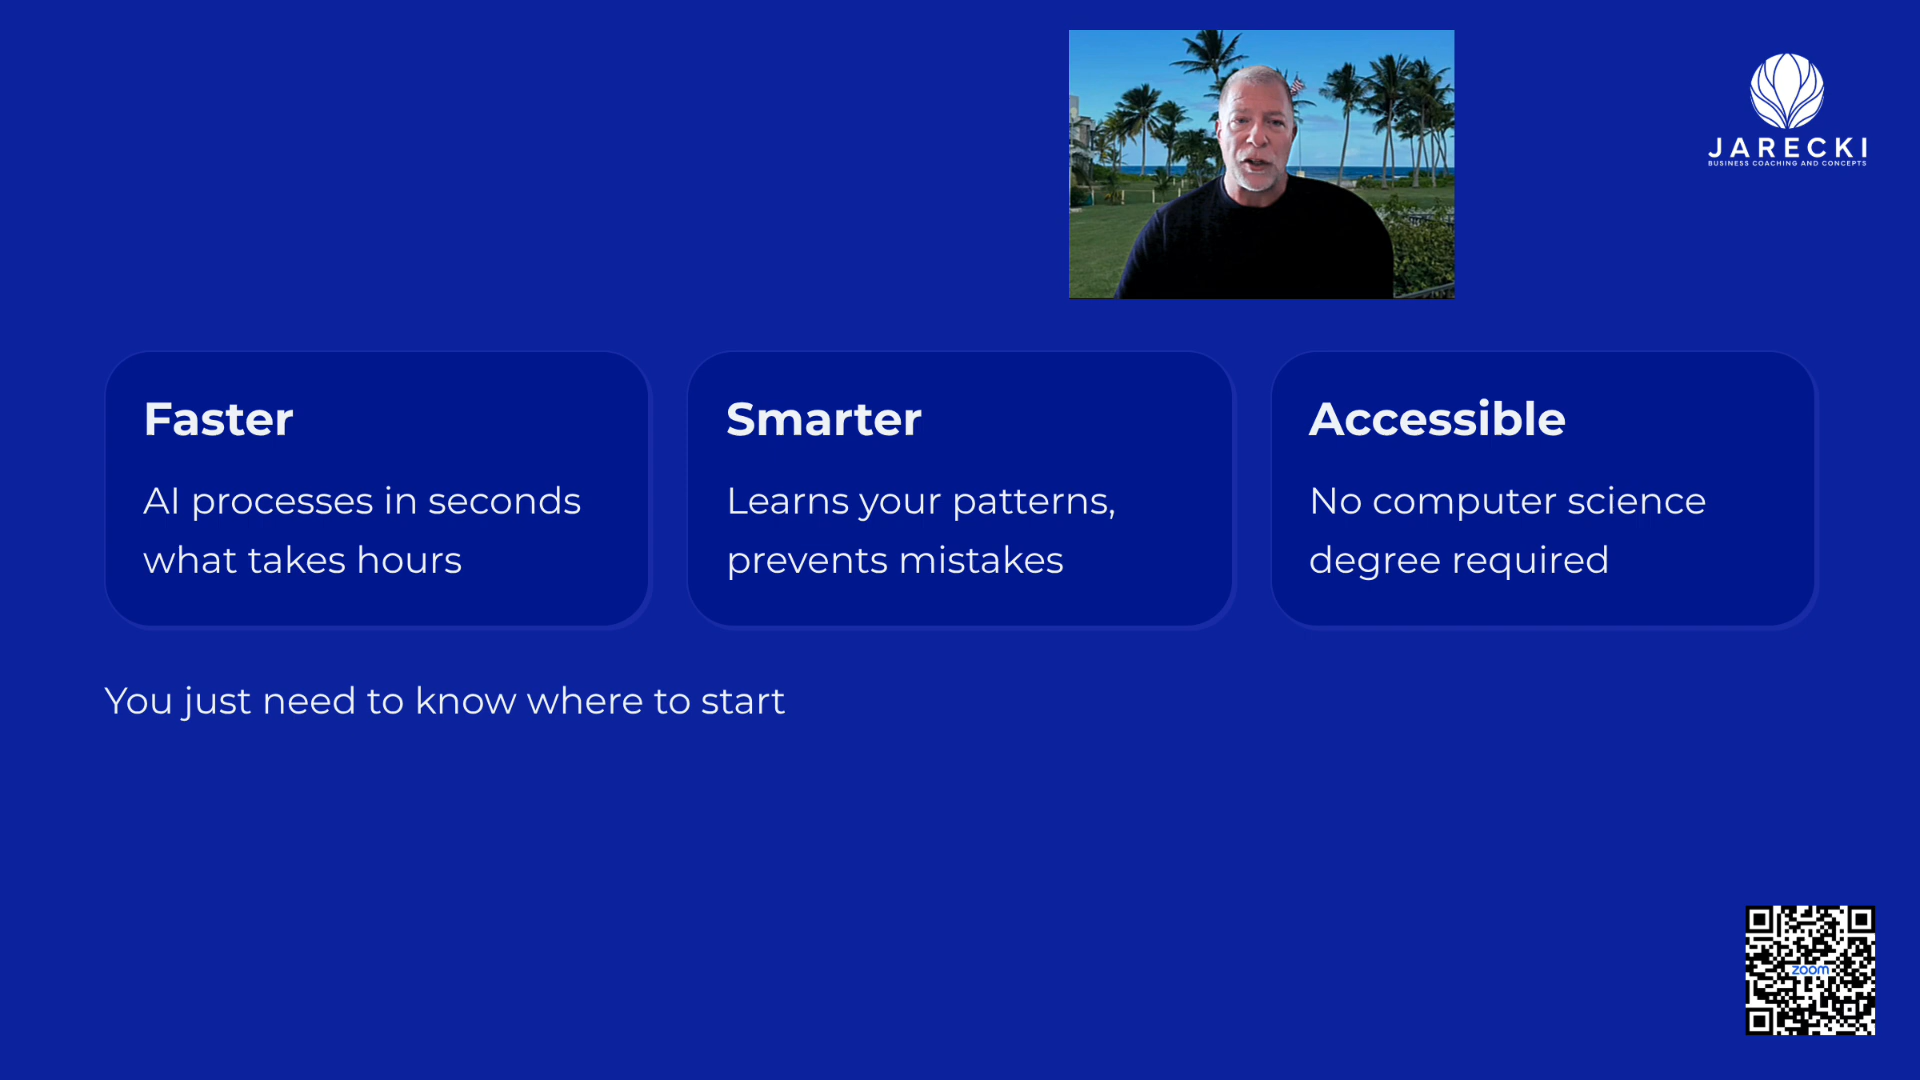 JARECKI
BUSINESS COACHING AND CONCEPTS
Faster
AI processes in seconds
what takes hours
Smarter
Learns your patterns,
prevents mistakes
Accessible
No computer science
degree required
You just need to know where to start
zoom